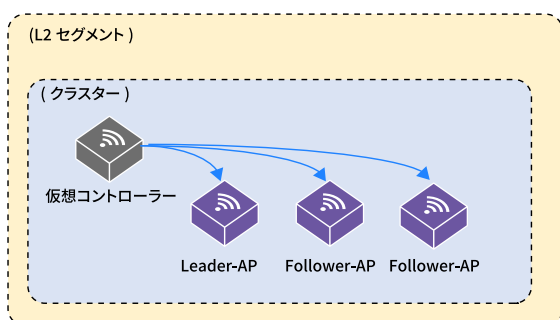 (L2 セグメント )
( クラスター )
仮想コントローラー
Leader-AP
Follower-AP
Follower-AP